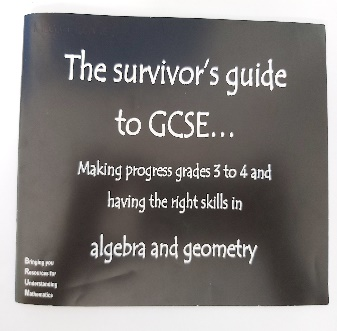 The survivor's guide
to GCSE...
Making progress grades 3 to 4 and
having the right skills in
algebra and geometry
Bringing you
Resources for
Understanding
Mathematics